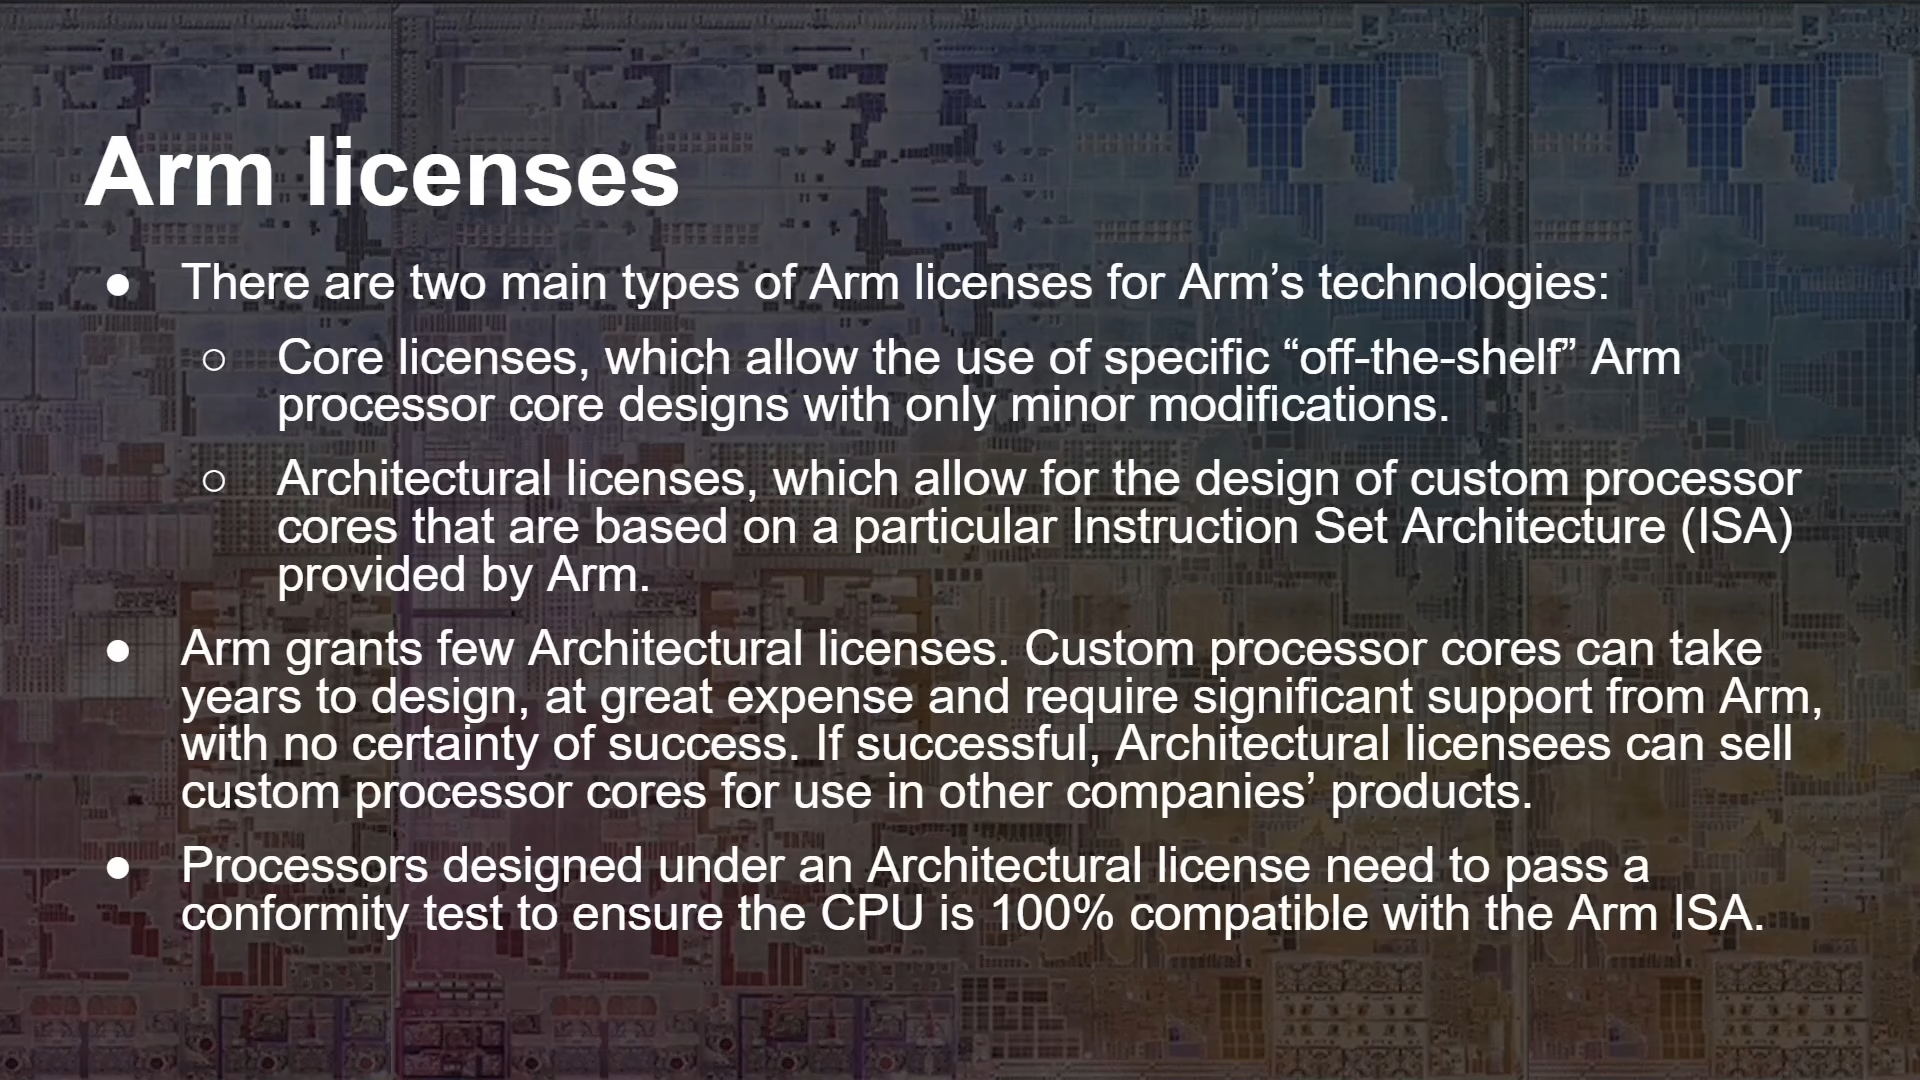 Arm licenses
● There are two main types of Arm licenses for Arm’s technologies:
○ Core licenses, which allow the use of specific “off-the-shelf” Arm
processor core designs with only minor modifications.
○ Architectural licenses, which allow for the design of custom processor
cores that are based on a particular Instruction Set Architecture (ISA)
provided by Arm.
● Arm grants few Architectural licenses. Custom processor cores can take
years to design, at great expense and require significant support from Arm,
with no certainty of success. If successful, Architectural licensees can sell
custom processor cores for use in other companies’ products.
● Processors designed under an Architectural license need to pass a
conformity test to ensure the CPU is 100% compatible with the Arm ISA.